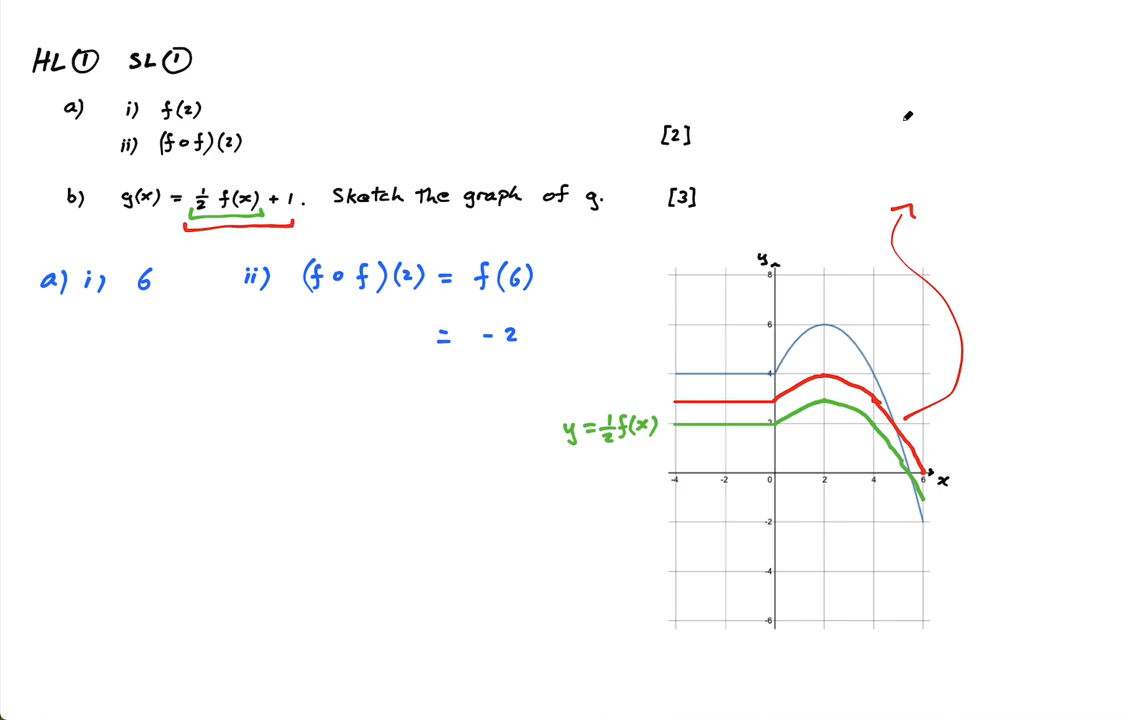 HL① SL①
a) i) f(2)
ii) (f∘f)(2) [2]
b) g(x) = 1/2 f(x) + 1. Sketch the graph of g. [3]
a) i) 6 ii) (f∘f)(2) = f(6)
= -2
y
8
6
4
2
y = 1/2 f(x)
-4 -2 0 2 4 6 x
-2
-4
-6